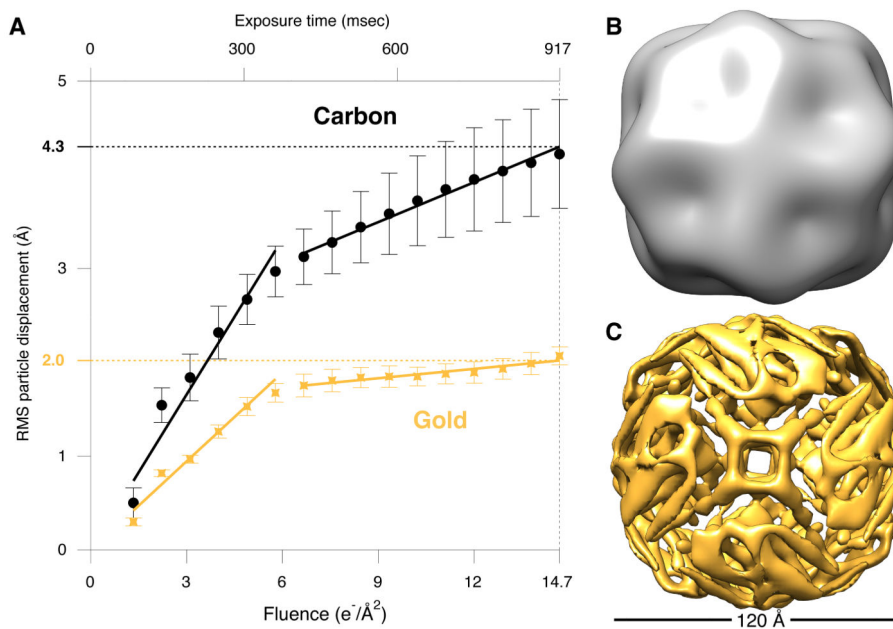 A
Exposure time (msec)
0 300 600 917
5
4.3
3
2.0
1
0
RMS particle displacement (Å)
Carbon
Gold
0 3 6 9 12 14.7
Fluence (e⁻/Å²)
B
C
120 Å